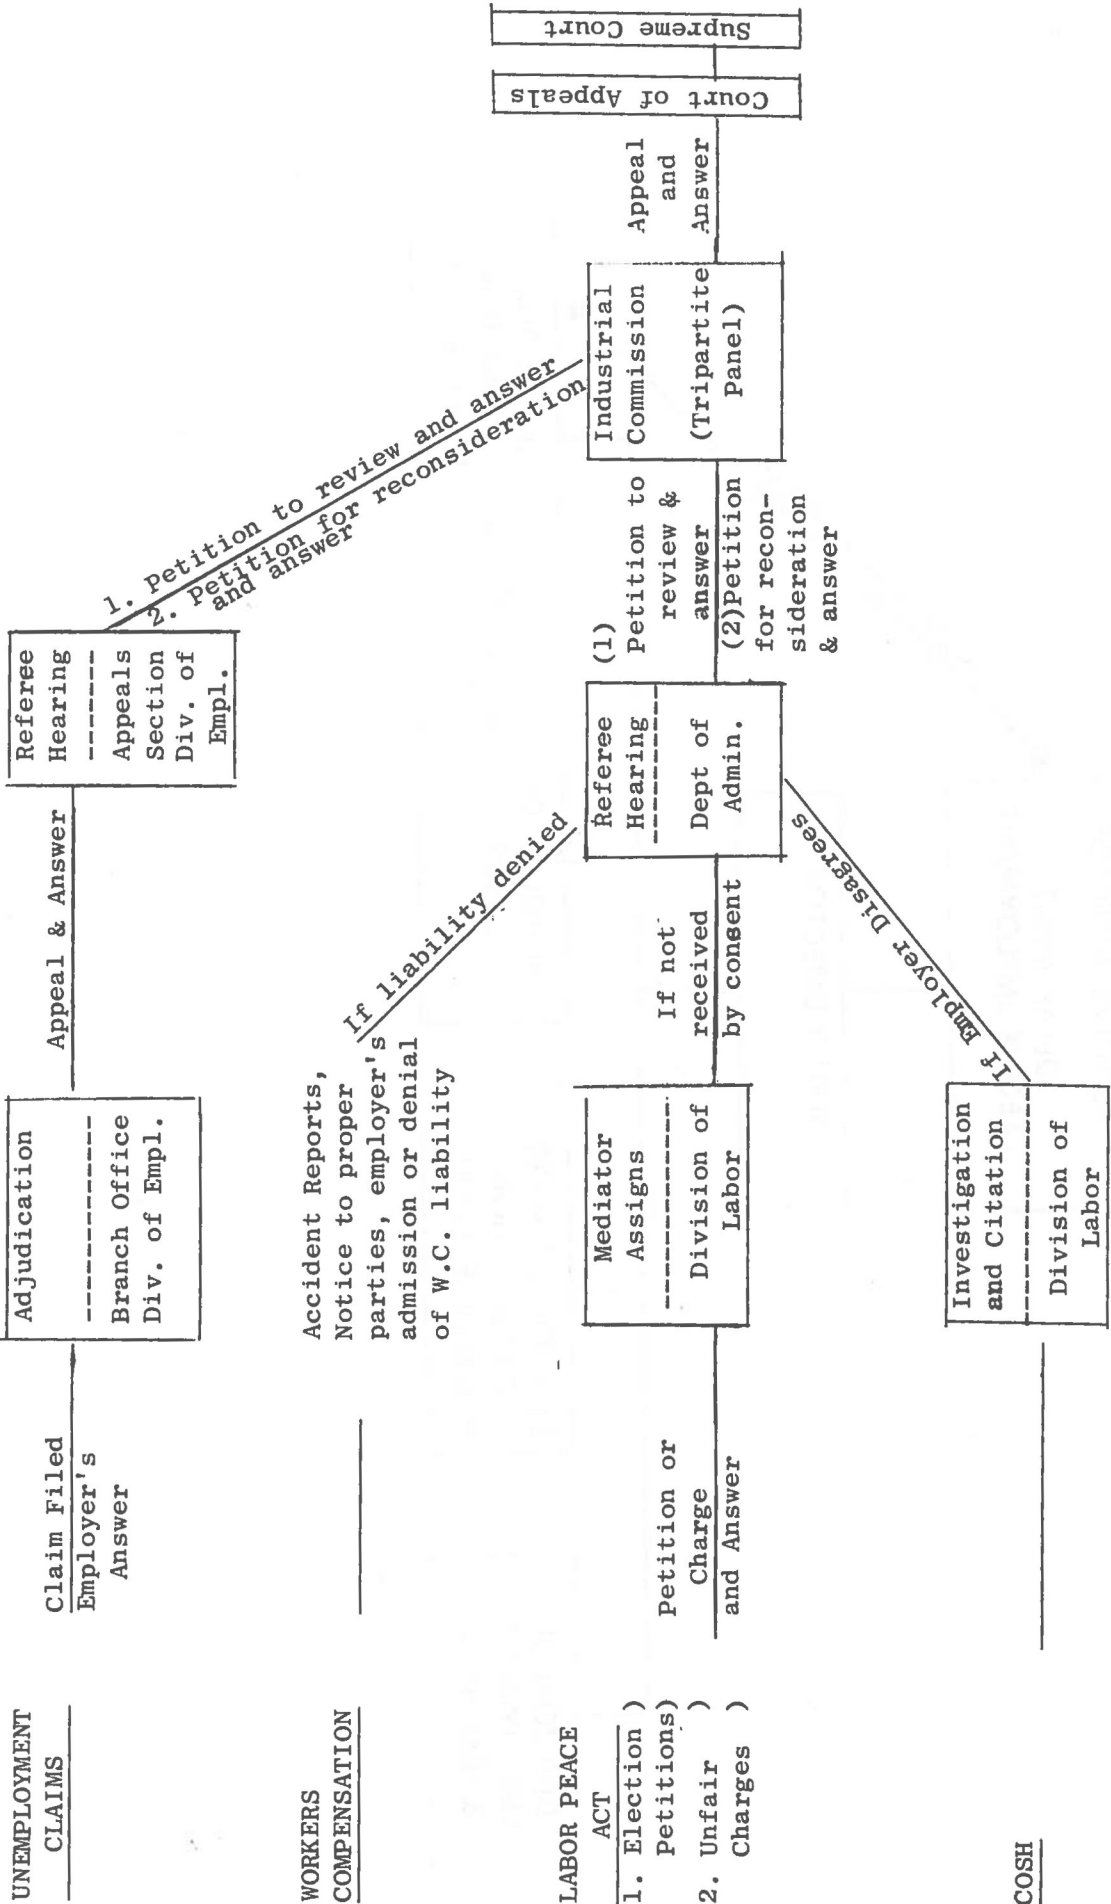 UNEMPLOYMENT
CLAIMS
Claim Filed
Employer's
Answer
Adjudication
----------
Branch Office
Div. of Empl.
Appeal & Answer
Referee
Hearing
-------
Appeals
Section
Div. of
Empl.
1. Petition to review and answer
2. Petition for reconsideration
and answer
WORKERS
COMPENSATION
Accident Reports,
Notice to proper
parties, employer's
admission or denial
of W.C. liability
If liability denied
LABOR PEACE
ACT
1. Election )
Petitions)
2. Unfair )
Charges )
Petition or
Charge
and Answer
Mediator
Assigns
------------
Division of
Labor
If not
received
by consent
Referee
Hearing
---------
Dept of
Admin.
(1)
Petition to
review &
answer
(2)Petition
for recon-
sideration
& answer
Industrial
Commission
(Tripartite
Panel)
Appeal
and
Answer
Court of Appeals
Supreme Court
COSH
Investigation
and Citation
-------------
Division of
Labor
If Employer Disagrees